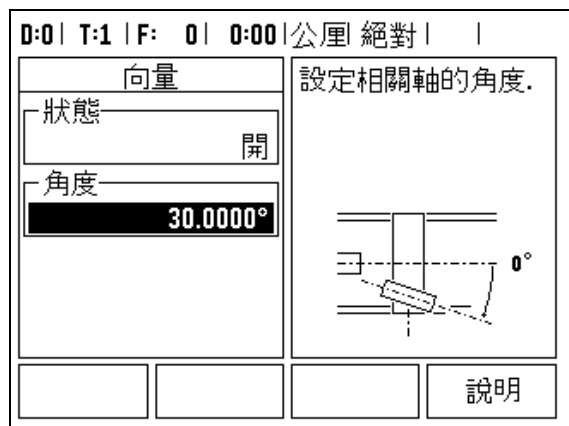 D:0 | T:1 | F: 0 | 0:00 | 公厘 | 絕對 | |
向量
狀態
開
角度
30.0000°
設定相關軸的角度.
0°
說明